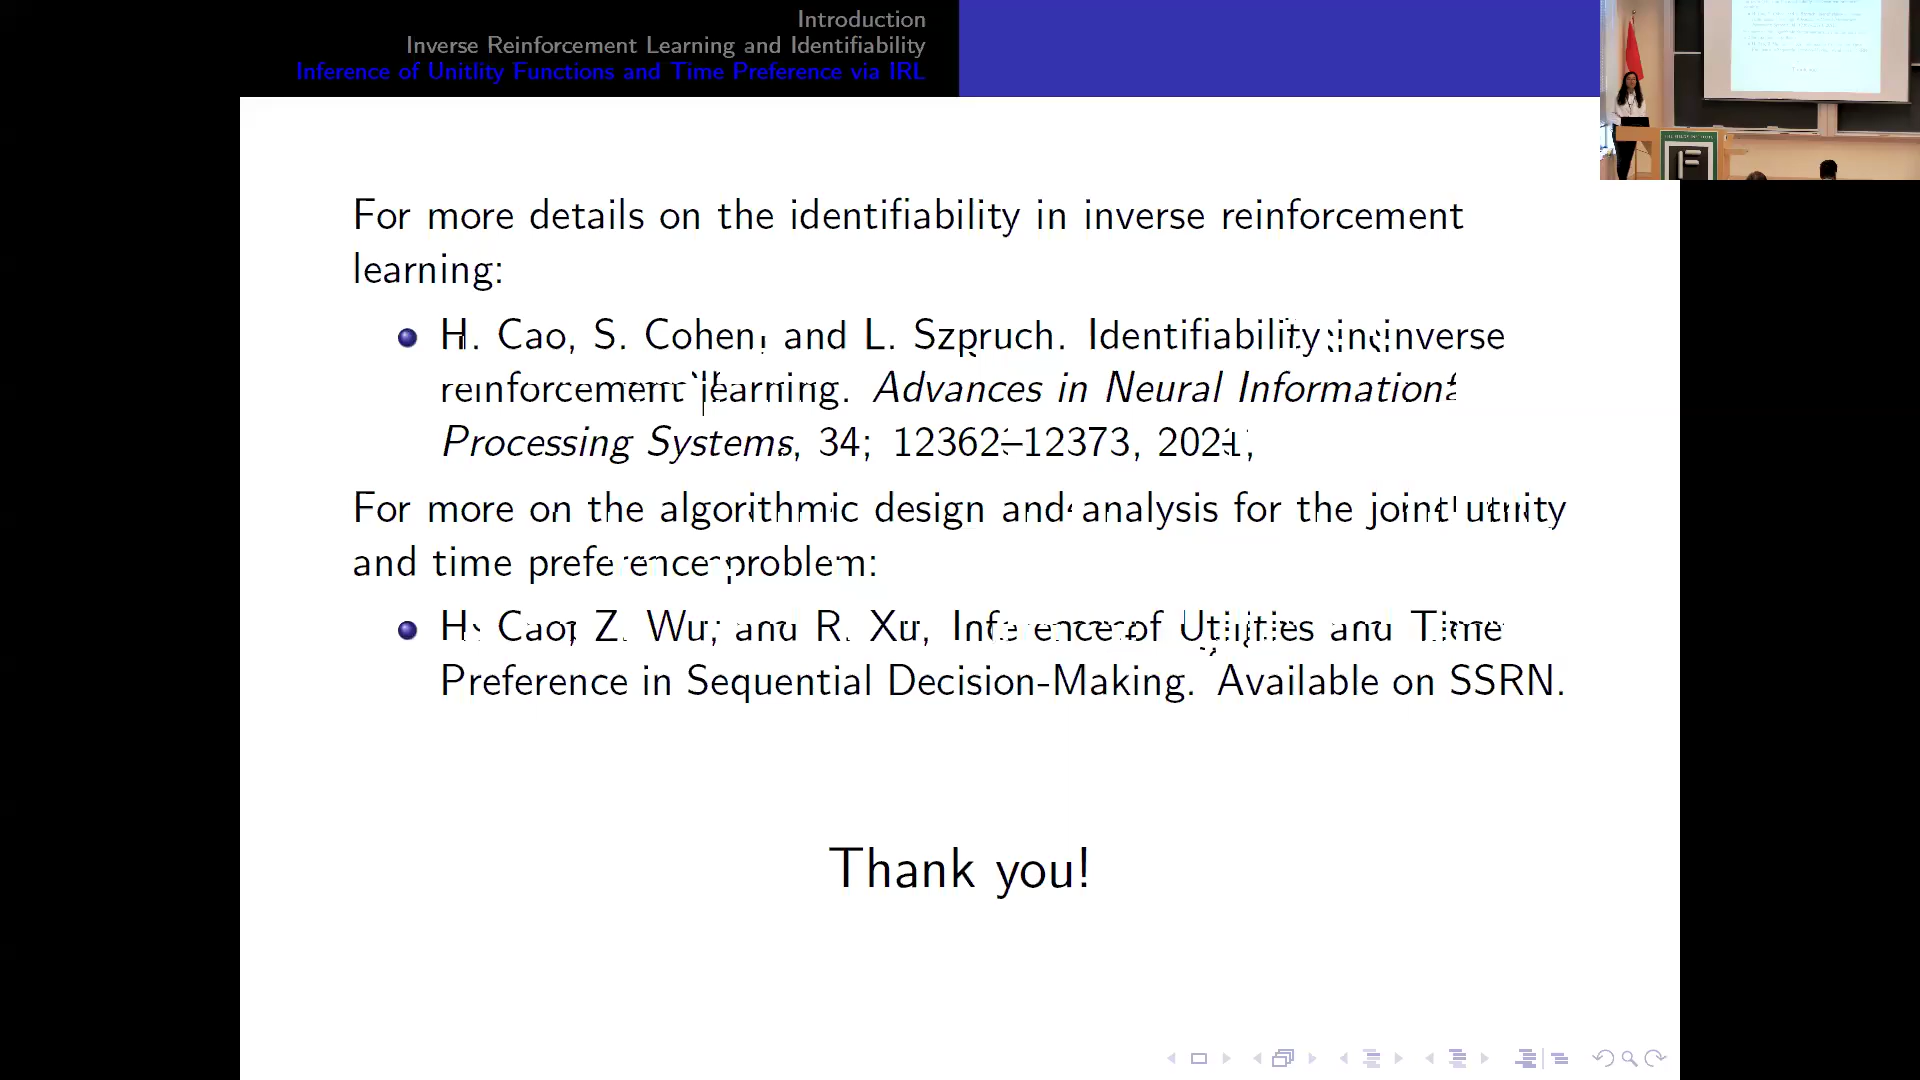 Introduction
Inverse Reinforcement Learning and Identifiability
Inference of Unitlity Functions and Time Preference via IRL
For more details on the identifiability in inverse reinforcement
learning:
H. Cao, S. Cohen, and L. Szpruch. Identifiability in inverse
reinforcement learning. Advances in Neural Information
Processing Systems, 34; 12362–12373, 2021,
For more on the algorithmic design and analysis for the joint utility
and time preference problem:
H. Cao, Z. Wu, and R. Xu, Inference of Utilities and Time
Preference in Sequential Decision-Making. Available on SSRN.
Thank you!